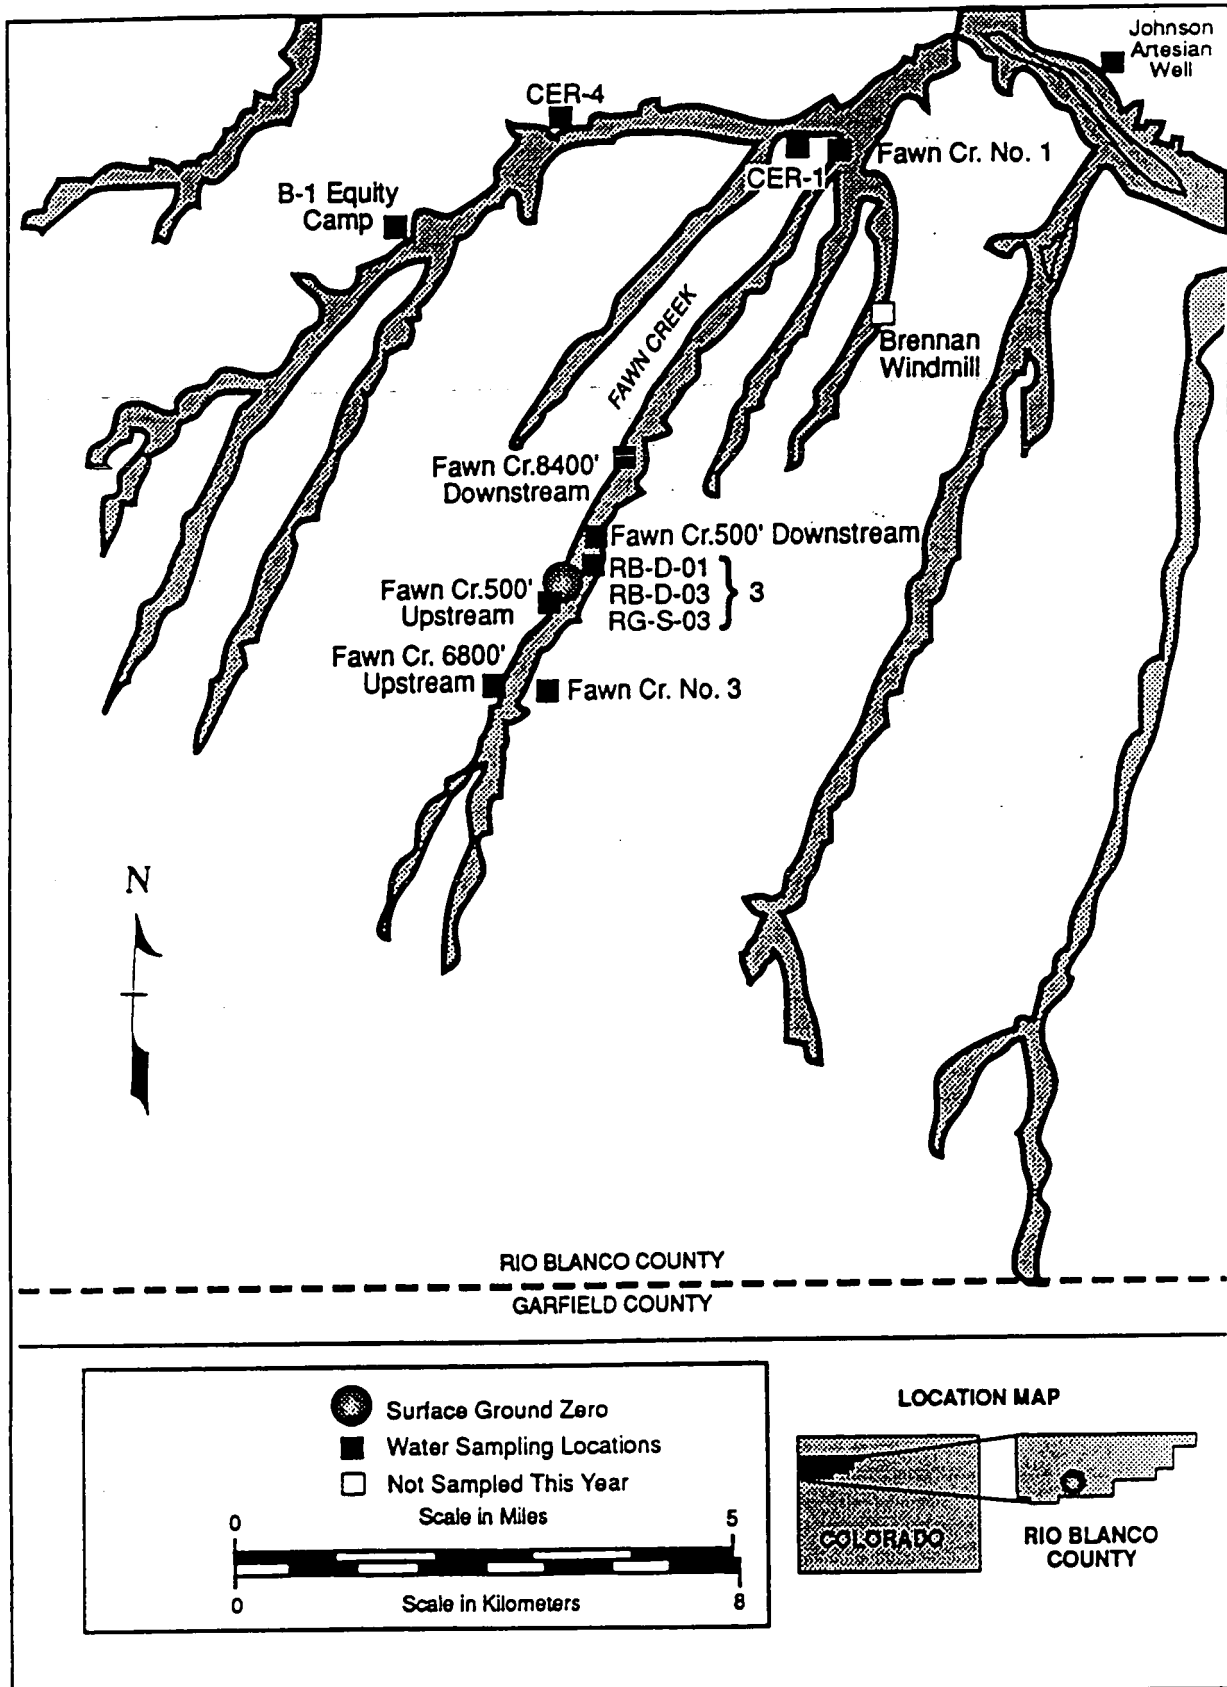 Johnson
Artesian
Well
CER-4
Fawn Cr. No. 1
CER-1
B-1 Equity
Camp
FAWN CREEK
Brennan
Windmill
Fawn Cr.8400'
Downstream
Fawn Cr.500' Downstream
RB-D-01
RB-D-03
RG-S-03
3
Fawn Cr.500'
Upstream
Fawn Cr. 6800'
Upstream
Fawn Cr. No. 3
N
RIO BLANCO COUNTY
GARFIELD COUNTY
Surface Ground Zero
Water Sampling Locations
Not Sampled This Year
Scale in Miles
0 5
0 8
Scale in Kilometers
LOCATION MAP
COLORADO
RIO BLANCO
COUNTY